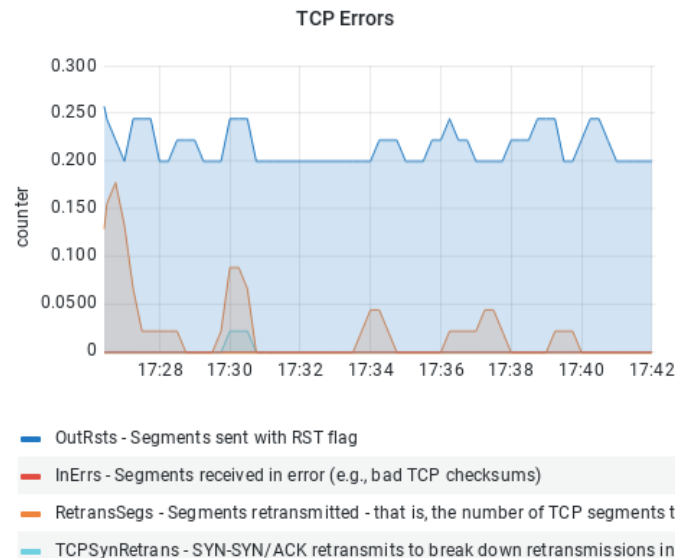 TCP Errors
0.300
0.250
0.200
0.150
0.100
0.0500
0
counter
17:28 17:30 17:32 17:34 17:36 17:38 17:40 17:42
OutRsts - Segments sent with RST flag
InErrs - Segments received in error (e.g., bad TCP checksums)
RetransSegs - Segments retransmitted - that is, the number of TCP segments t
TCPSynRetrans - SYN-SYN/ACK retransmits to break down retransmissions in